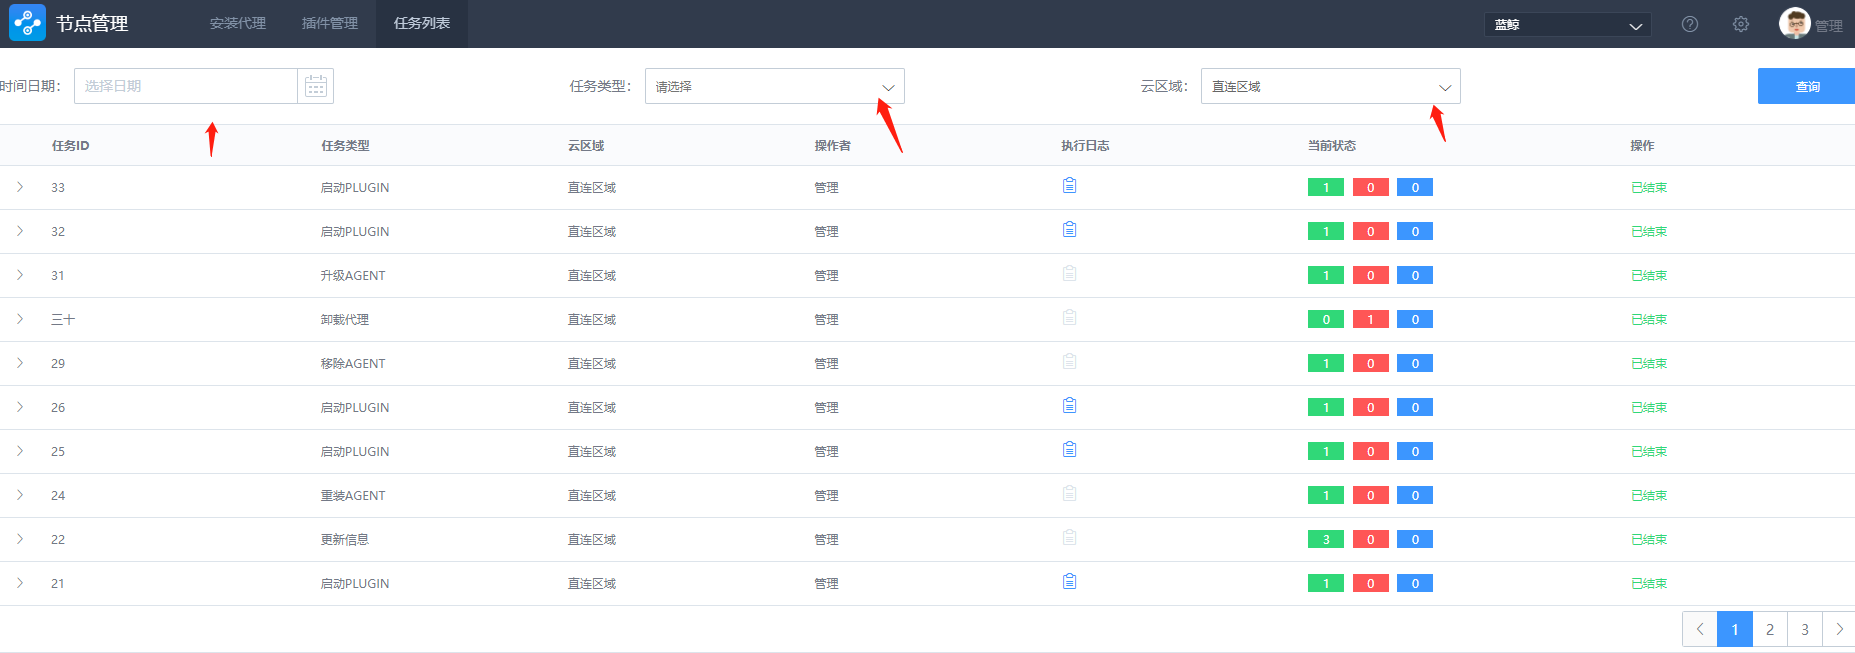 节点管理 安装代理 插件管理 任务列表 蓝鲸 管理
时间日期： 选择日期 任务类型： 请选择 云区域： 直连区域 查询
任务ID 任务类型 云区域 操作者 执行日志 当前状态 操作
33 启动PLUGIN 直连区域 管理 1 0 0 已结束
32 启动PLUGIN 直连区域 管理 1 0 0 已结束
31 升级AGENT 直连区域 管理 1 0 0 已结束
三十 卸载代理 直连区域 管理 0 1 0 已结束
29 移除AGENT 直连区域 管理 1 0 0 已结束
26 启动PLUGIN 直连区域 管理 1 0 0 已结束
25 启动PLUGIN 直连区域 管理 1 0 0 已结束
24 重装AGENT 直连区域 管理 1 0 0 已结束
22 更新信息 直连区域 管理 3 0 0 已结束
21 启动PLUGIN 直连区域 管理 1 0 0 已结束
1 2 3